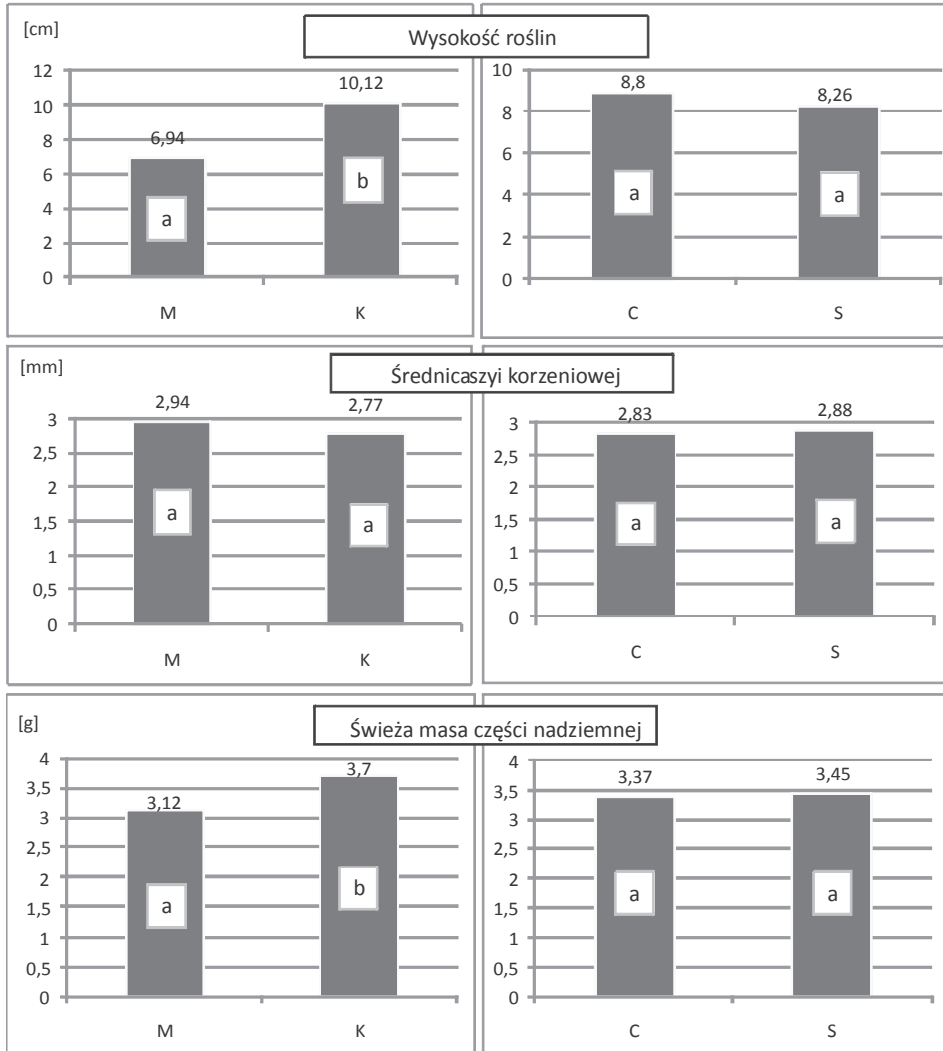 [cm]
Wysokość roślin
12
10
8
6
4
2
0
6,94
10,12
a
b
M
K
10
8
6
4
2
0
8,8
8,26
a
a
C
S
[mm]
Średnicaszyi korzeniowej
3
2,5
2
1,5
1
0,5
0
2,94
2,77
a
a
M
K
3
2,5
2
1,5
1
0,5
0
2,83
2,88
a
a
C
S
[g]
Świeża masa części nadziemnej
4
3,5
3
2,5
2
1,5
1
0,5
0
3,12
3,7
a
b
M
K
4
3,5
3
2,5
2
1,5
1
0,5
0
3,37
3,45
a
a
C
S